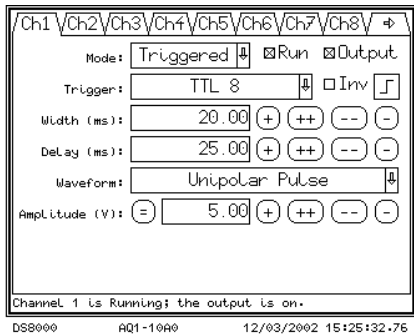 Ch1 Ch2 Ch3 Ch4 Ch5 Ch6 Ch7 Ch8
Mode: Triggered Run Output
Trigger: TTL 8 Inv
Width (ms): 20.00 + ++ -- -
Delay (ms): 25.00 + ++ -- -
Waveform: Unipolar Pulse
Amplitude (V): = 5.00 + ++ -- -
Channel 1 is Running; the output is on.
DS8000 AQ1-10A0 12/03/2002 15:25:32.76